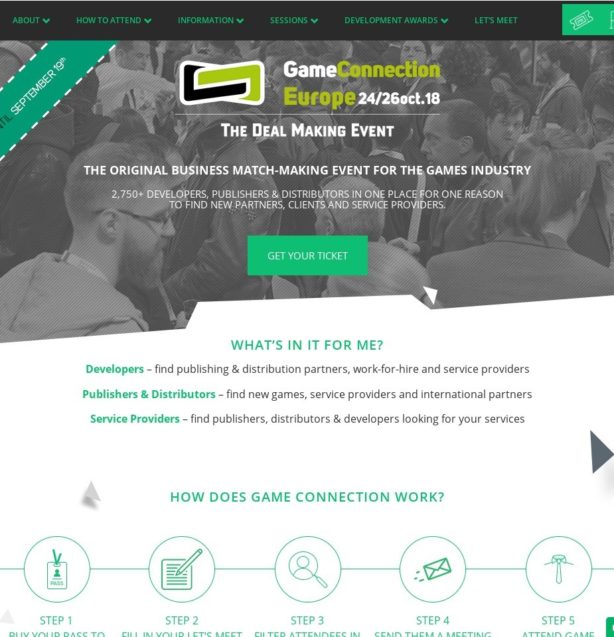 ABOUT
HOW TO ATTEND
INFORMATION
SESSIONS
DEVELOPMENT AWARDS
LET'S MEET
SEPTEMBER 19th
GameConnection
Europe 24/26oct.18
THE DEAL MAKING EVENT
THE ORIGINAL BUSINESS MATCH-MAKING EVENT FOR THE GAMES INDUSTRY
2,750+ DEVELOPERS, PUBLISHERS & DISTRIBUTORS IN ONE PLACE FOR ONE REASON
TO FIND NEW PARTNERS, CLIENTS AND SERVICE PROVIDERS.
GET YOUR TICKET
WHAT'S IN IT FOR ME?
Developers – find publishing & distribution partners, work-for-hire and service providers
Publishers & Distributors – find new games, service providers and international partners
Service Providers – find publishers, distributors & developers looking for your services
HOW DOES GAME CONNECTION WORK?
PASS
STEP 1
STEP 2
STEP 3
STEP 4
STEP 5
BUY YOUR PASS TO
FILL IN YOUR LET'S MEET
FILTER ATTENDEES IN
SEND THEM A MEETING
ATTEND GAME